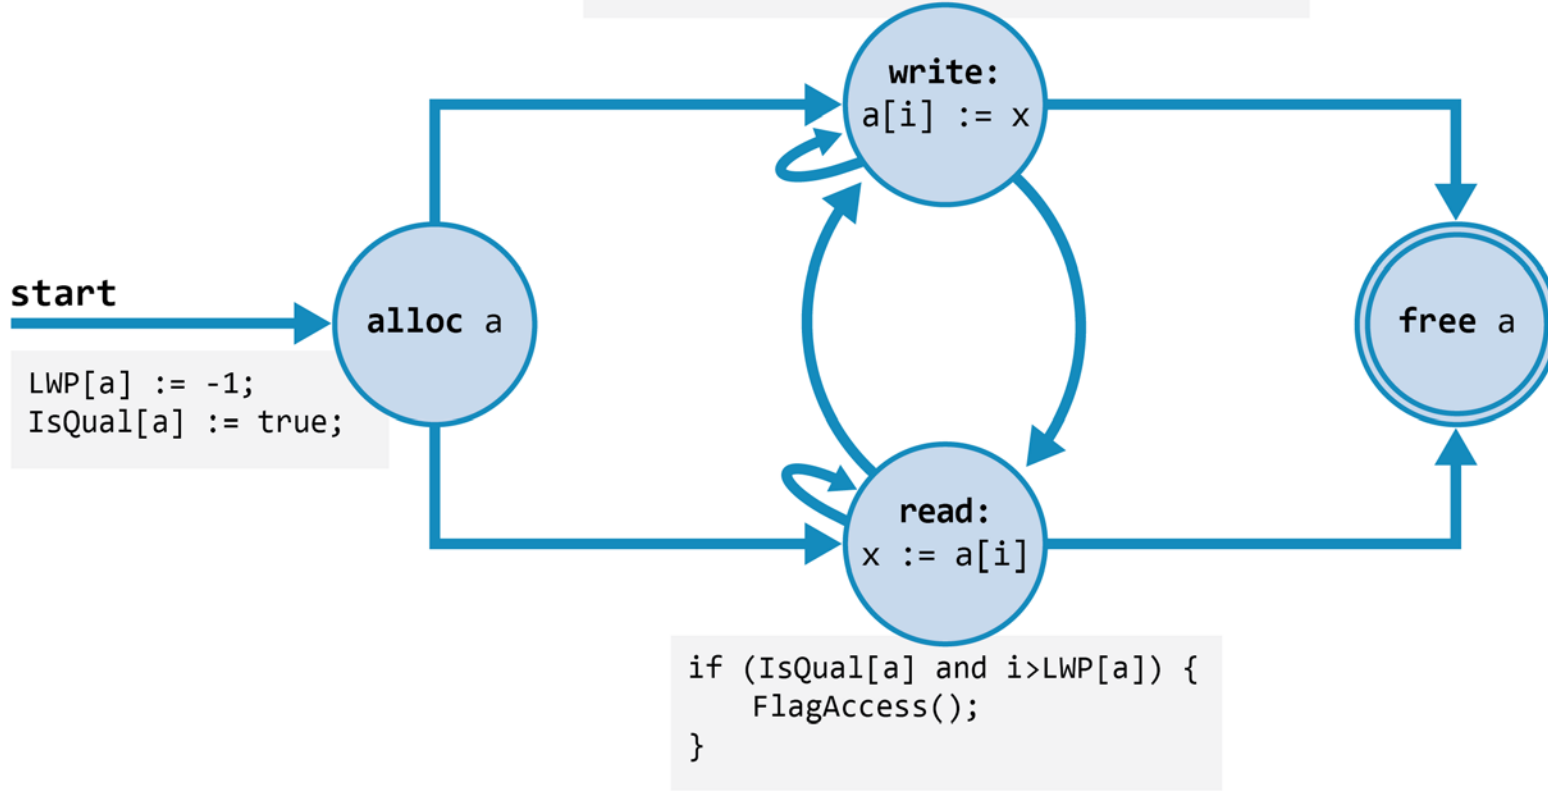 write:
a[i] := x
start
alloc a
free a
LWP[a] := -1;
IsQual[a] := true;
read:
x := a[i]
if (IsQual[a] and i>LWP[a]) {
FlagAccess();
}